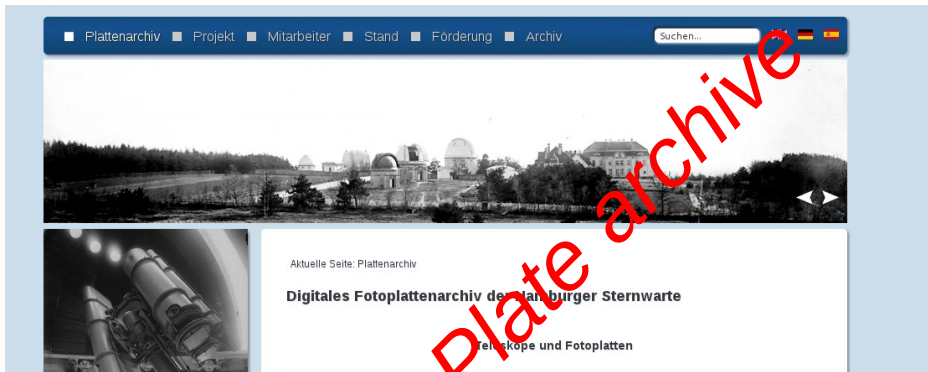 Plattenarchiv Projekt Mitarbeiter Stand Förderung Archiv Suchen...
Plate archive
Aktuelle Seite: Plattenarchiv
Digitales Fotoplattenarchiv der Hamburger Sternwarte
Teleskope und Fotoplatten